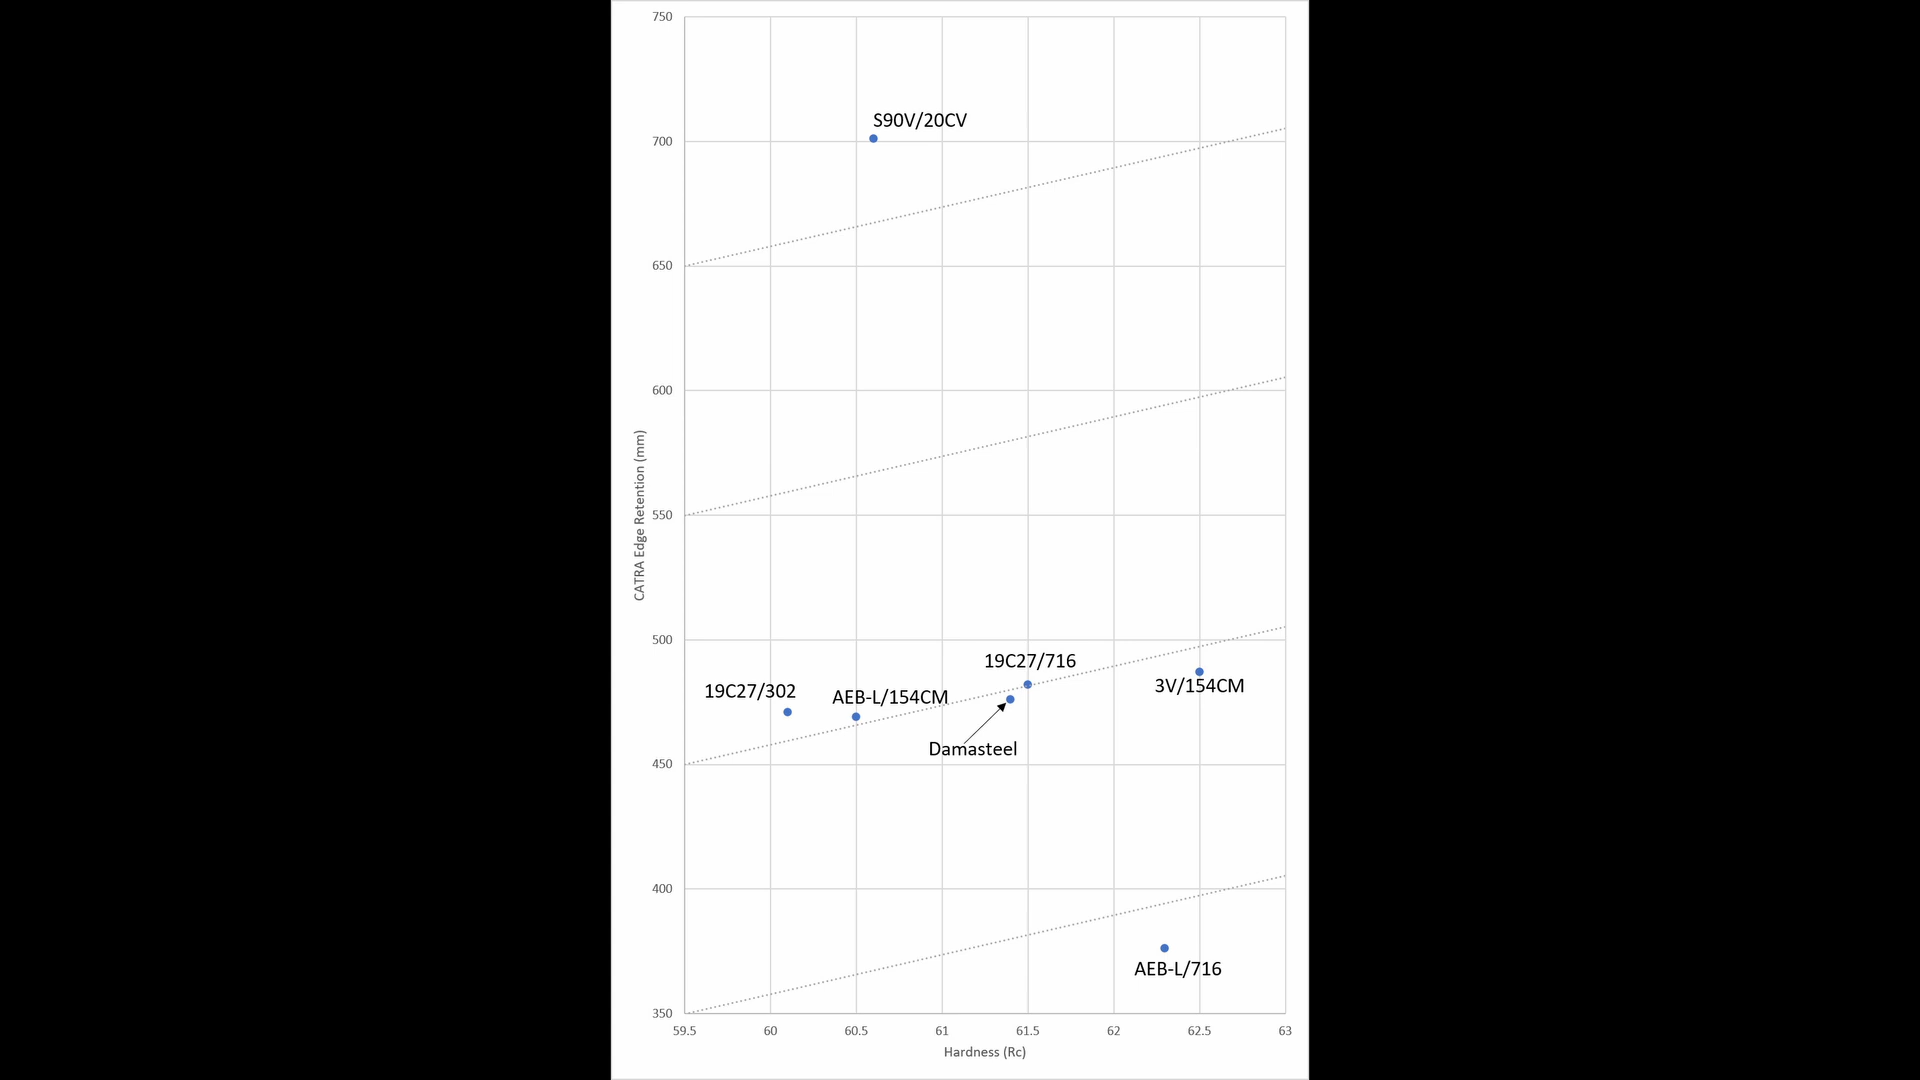 750
S90V/20CV
700
650
600
550
CATRA Edge Retention (mm)
500
19C27/716
19C27/302
AEB-L/154CM
3V/154CM
Damasteel
450
400
AEB-L/716
350
59.5 60 60.5 61 61.5 62 62.5 63
Hardness (Rc)